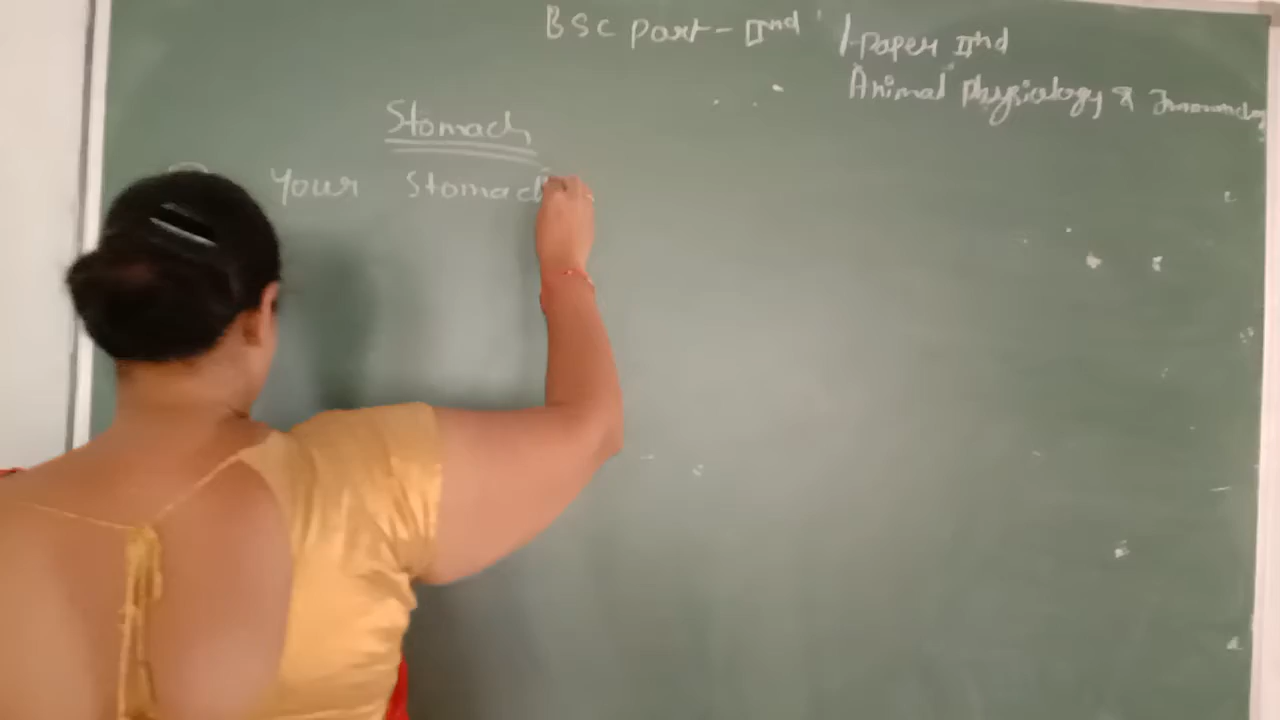 BSC Part - IInd / Paper IInd
Animal Physiology &
Stomach
Your Stomach